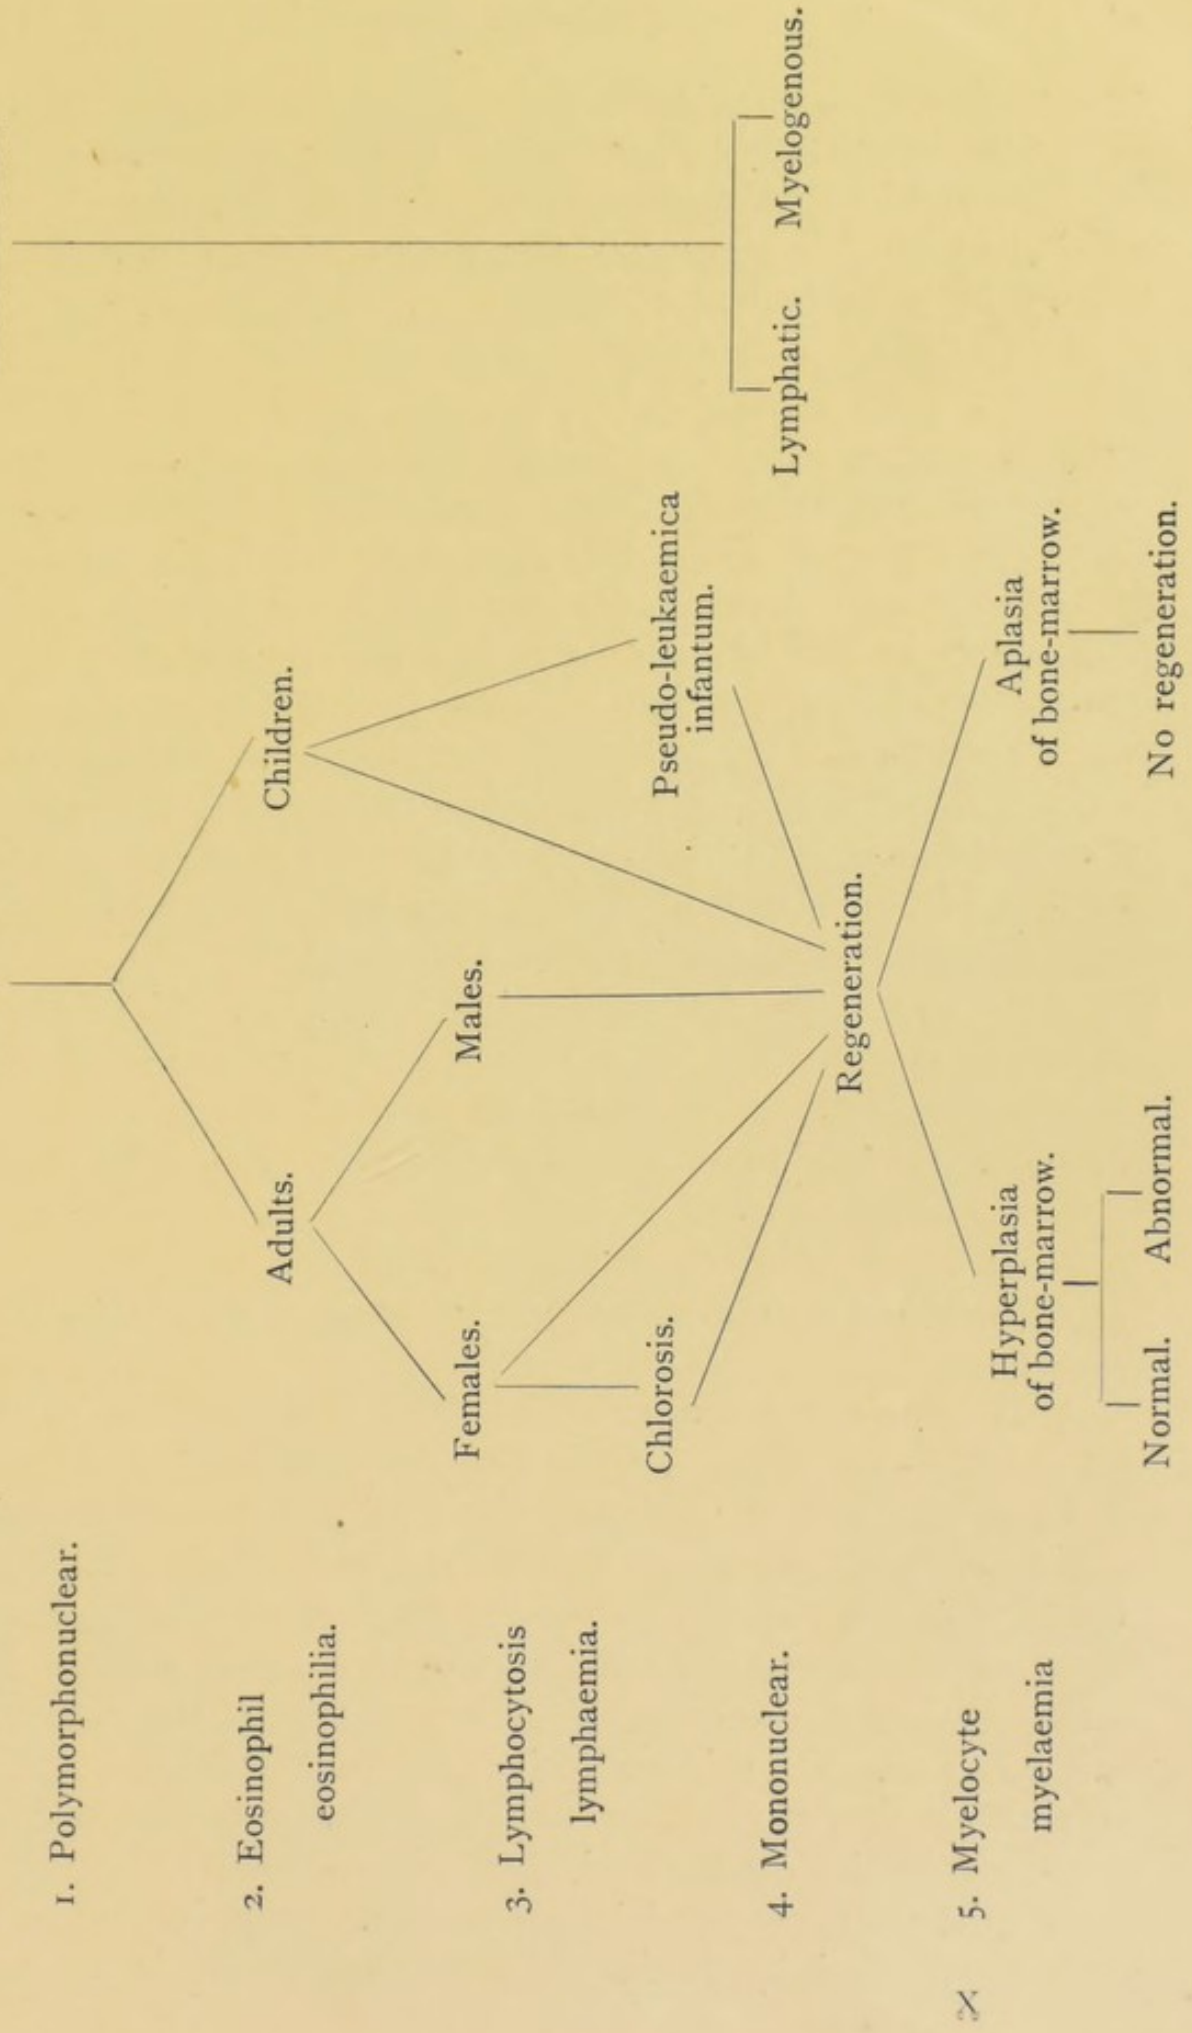 1. Polymorphonuclear.
2. Eosinophil
eosinophilia.
3. Lymphocytosis
lymphaemia.
4. Mononuclear.
5. Myelocyte
myelaemia
Adults.
Children.
Females.
Males.
Chlorosis.
Pseudo-leukaemica
infantum.
Regeneration.
Hyperplasia
of bone-marrow.
Aplasia
of bone-marrow.
Normal.
Abnormal.
No regeneration.
Lymphatic.
Myelogenous.